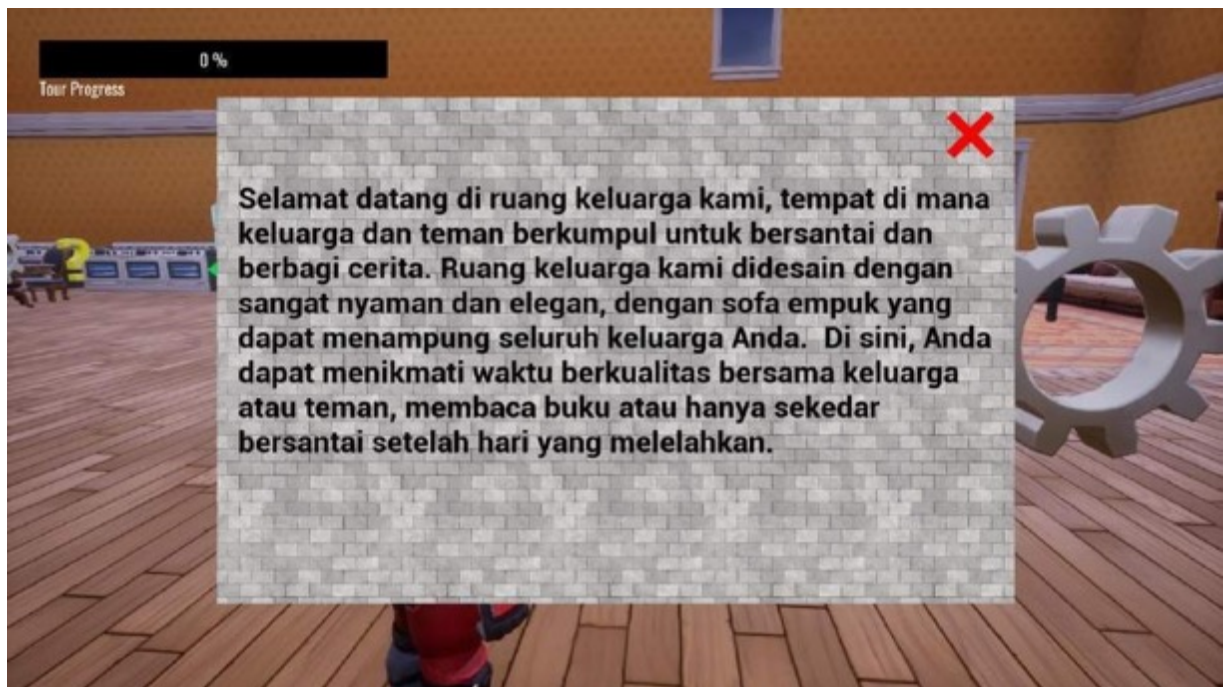 0 %
Tour Progress
Selamat datang di ruang keluarga kami, tempat di mana
keluarga dan teman berkumpul untuk bersantai dan
berbagi cerita. Ruang keluarga kami didesain dengan
sangat nyaman dan elegan, dengan sofa empuk yang
dapat menampung seluruh keluarga Anda.  Di sini, Anda
dapat menikmati waktu berkualitas bersama keluarga
atau teman, membaca buku atau hanya sekedar
bersantai setelah hari yang melelahkan.